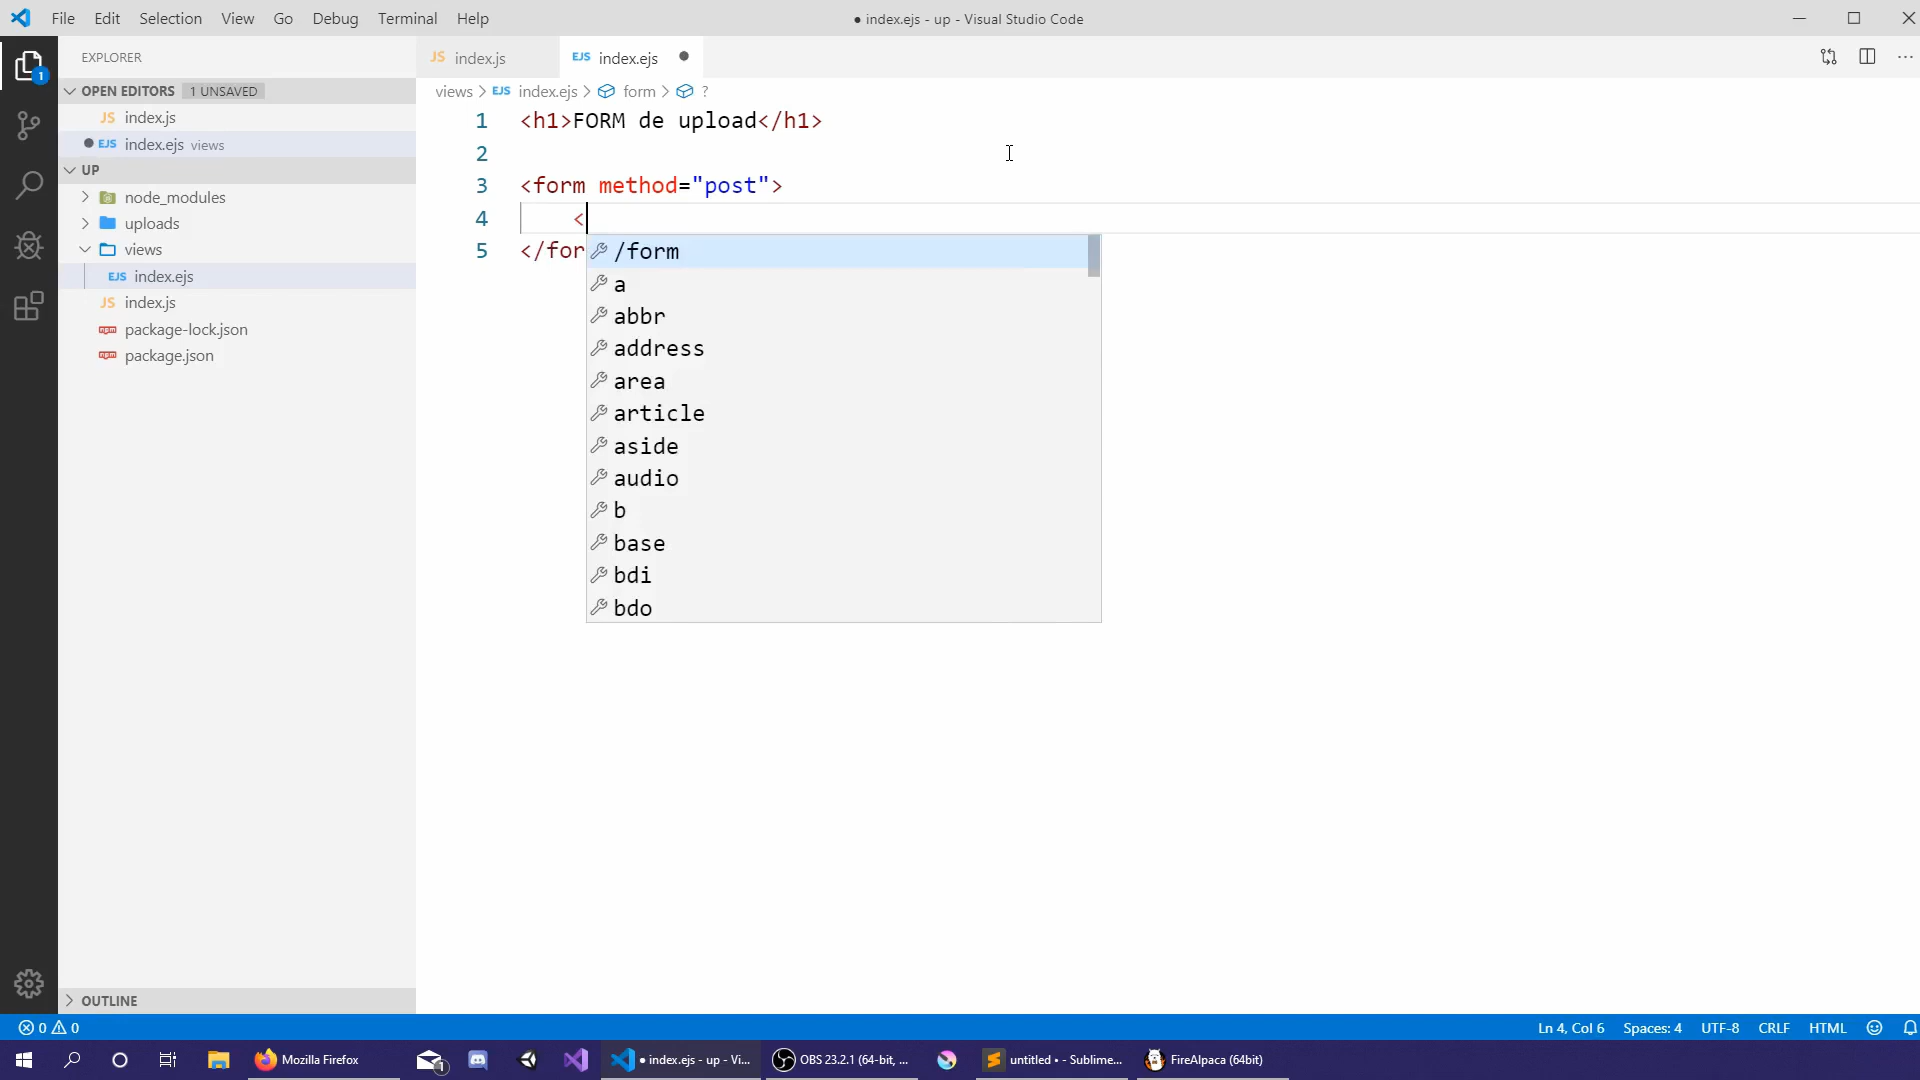 File Edit Selection View Go Debug Terminal Help
● index.ejs - up - Visual Studio Code
EXPLORER
OPEN EDITORS 1 UNSAVED
JS index.js
EJS index.ejs views
UP
node_modules
uploads
views
EJS index.ejs
JS index.js
package-lock.json
package.json
OUTLINE
1
JS index.js
EJS index.ejs
views > EJS index.ejs > form > ?
1 <h1>FORM de upload</h1>
2
3 <form method="post">
4 <
5 </for
/form
a
abbr
address
area
article
aside
audio
b
base
bdi
bdo
0 0
Ln 4, Col 6 Spaces: 4 UTF-8 CRLF HTML
Mozilla Firefox
1
● index.ejs - up - Vi...
OBS 23.2.1 (64-bit, ...
untitled • - Sublime...
FireAlpaca (64bit)